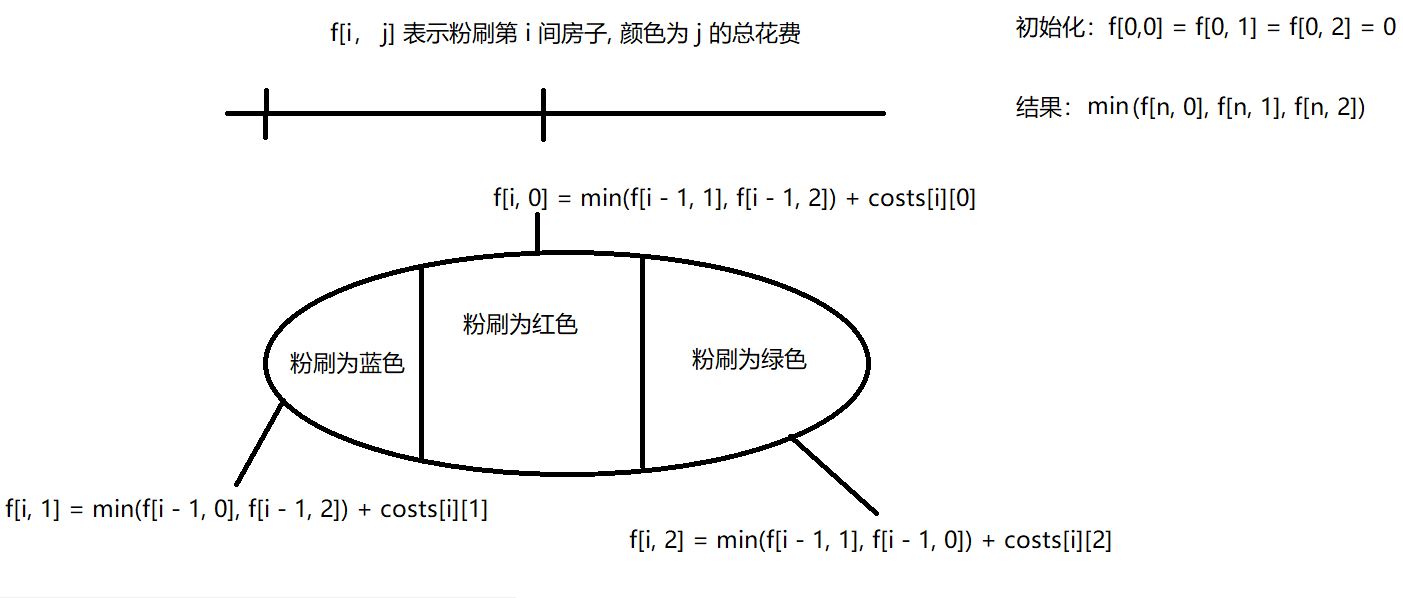 f[i, j] 表示粉刷第 i 间房子, 颜色为 j 的总花费
初始化：f[0,0] = f[0, 1] = f[0, 2] = 0
结果：min(f[n, 0], f[n, 1], f[n, 2])
f[i, 0] = min(f[i - 1, 1], f[i - 1, 2]) + costs[i][0]
粉刷为蓝色
粉刷为红色
粉刷为绿色
f[i, 1] = min(f[i - 1, 0], f[i - 1, 2]) + costs[i][1]
f[i, 2] = min(f[i - 1, 1], f[i - 1, 0]) + costs[i][2]